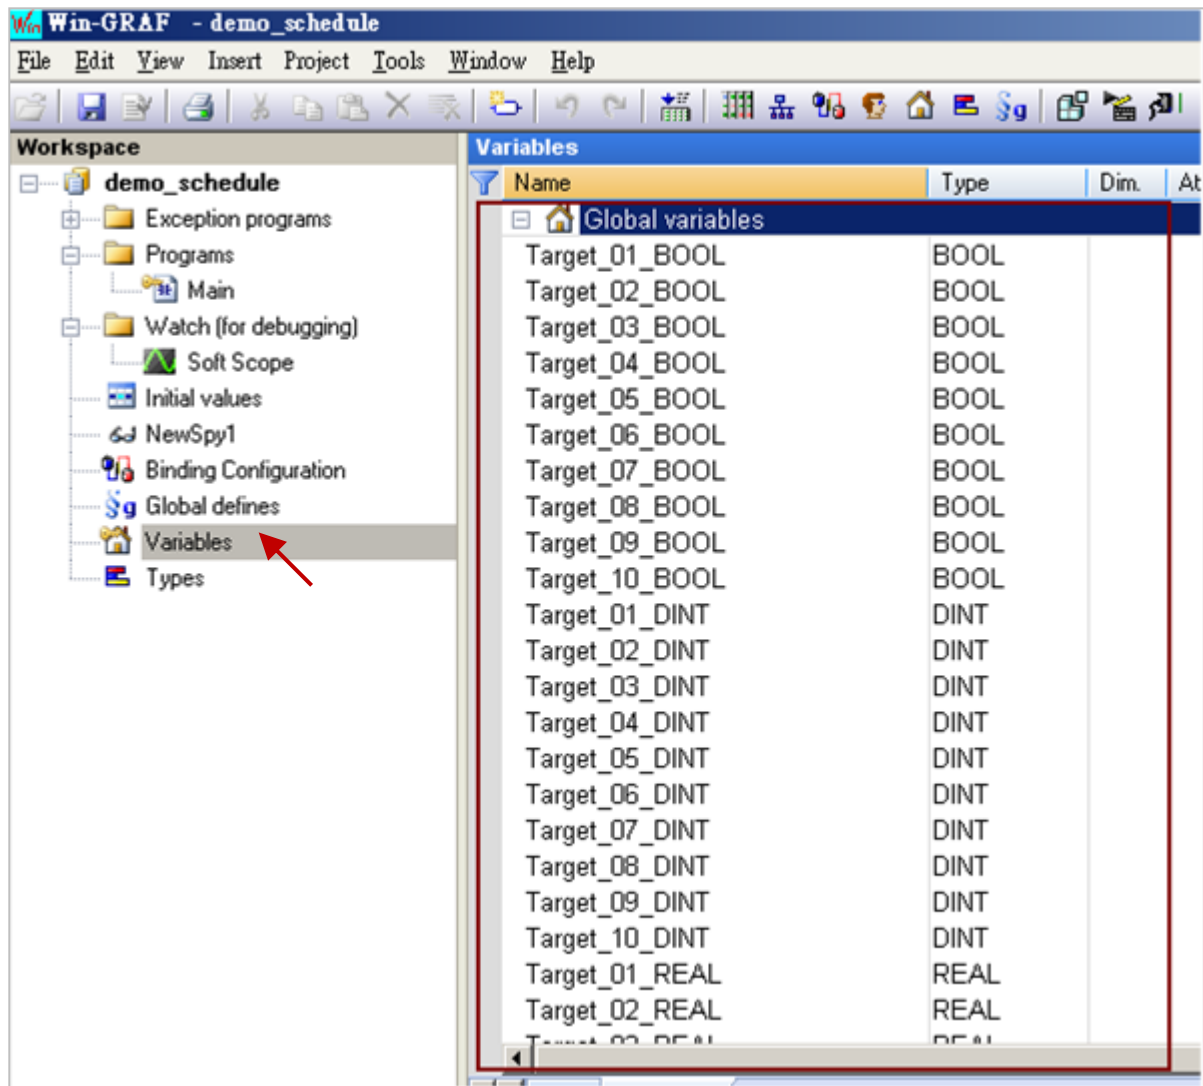 Win Win-GRAF - demo_schedule
File Edit View Insert Project Tools Window Help
Workspace
demo_schedule
Exception programs
Programs
Main
Watch (for debugging)
Soft Scope
Initial values
NewSpy1
Binding Configuration
Global defines
Variables
Types
Variables
Name Type Dim. At
Global variables
Target_01_BOOL BOOL
Target_02_BOOL BOOL
Target_03_BOOL BOOL
Target_04_BOOL BOOL
Target_05_BOOL BOOL
Target_06_BOOL BOOL
Target_07_BOOL BOOL
Target_08_BOOL BOOL
Target_09_BOOL BOOL
Target_10_BOOL BOOL
Target_01_DINT DINT
Target_02_DINT DINT
Target_03_DINT DINT
Target_04_DINT DINT
Target_05_DINT DINT
Target_06_DINT DINT
Target_07_DINT DINT
Target_08_DINT DINT
Target_09_DINT DINT
Target_10_DINT DINT
Target_01_REAL REAL
Target_02_REAL REAL